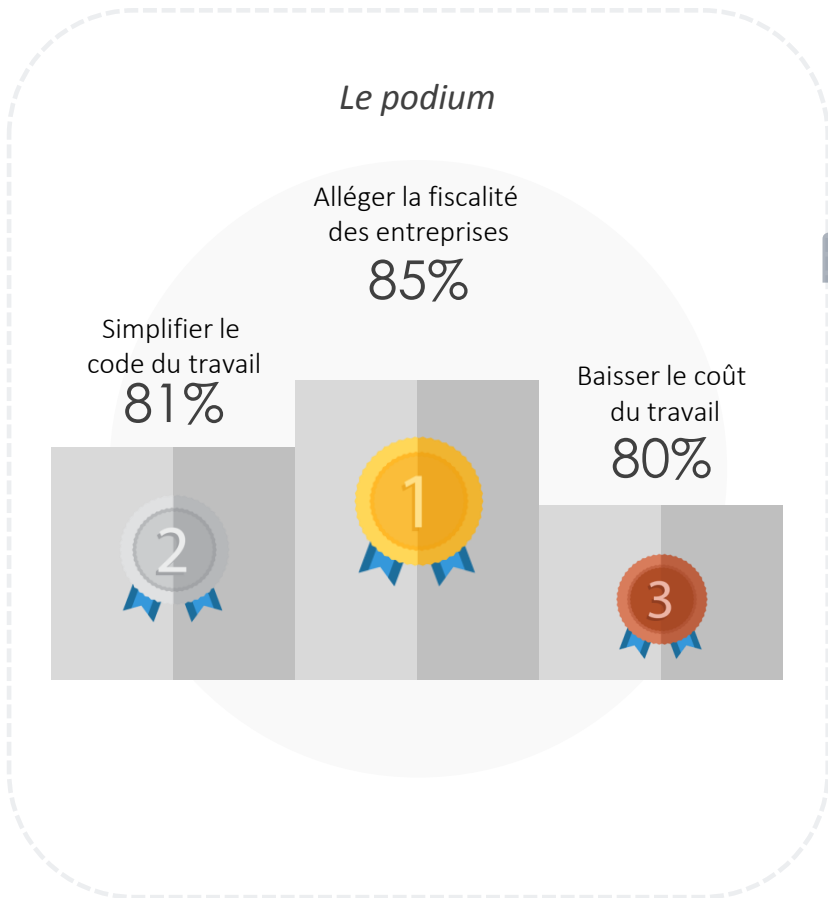 Le podium
Alléger la fiscalité
des entreprises
85%
Simplifier le
code du travail
81%
Baisser le coût
du travail
80%
1
2
3